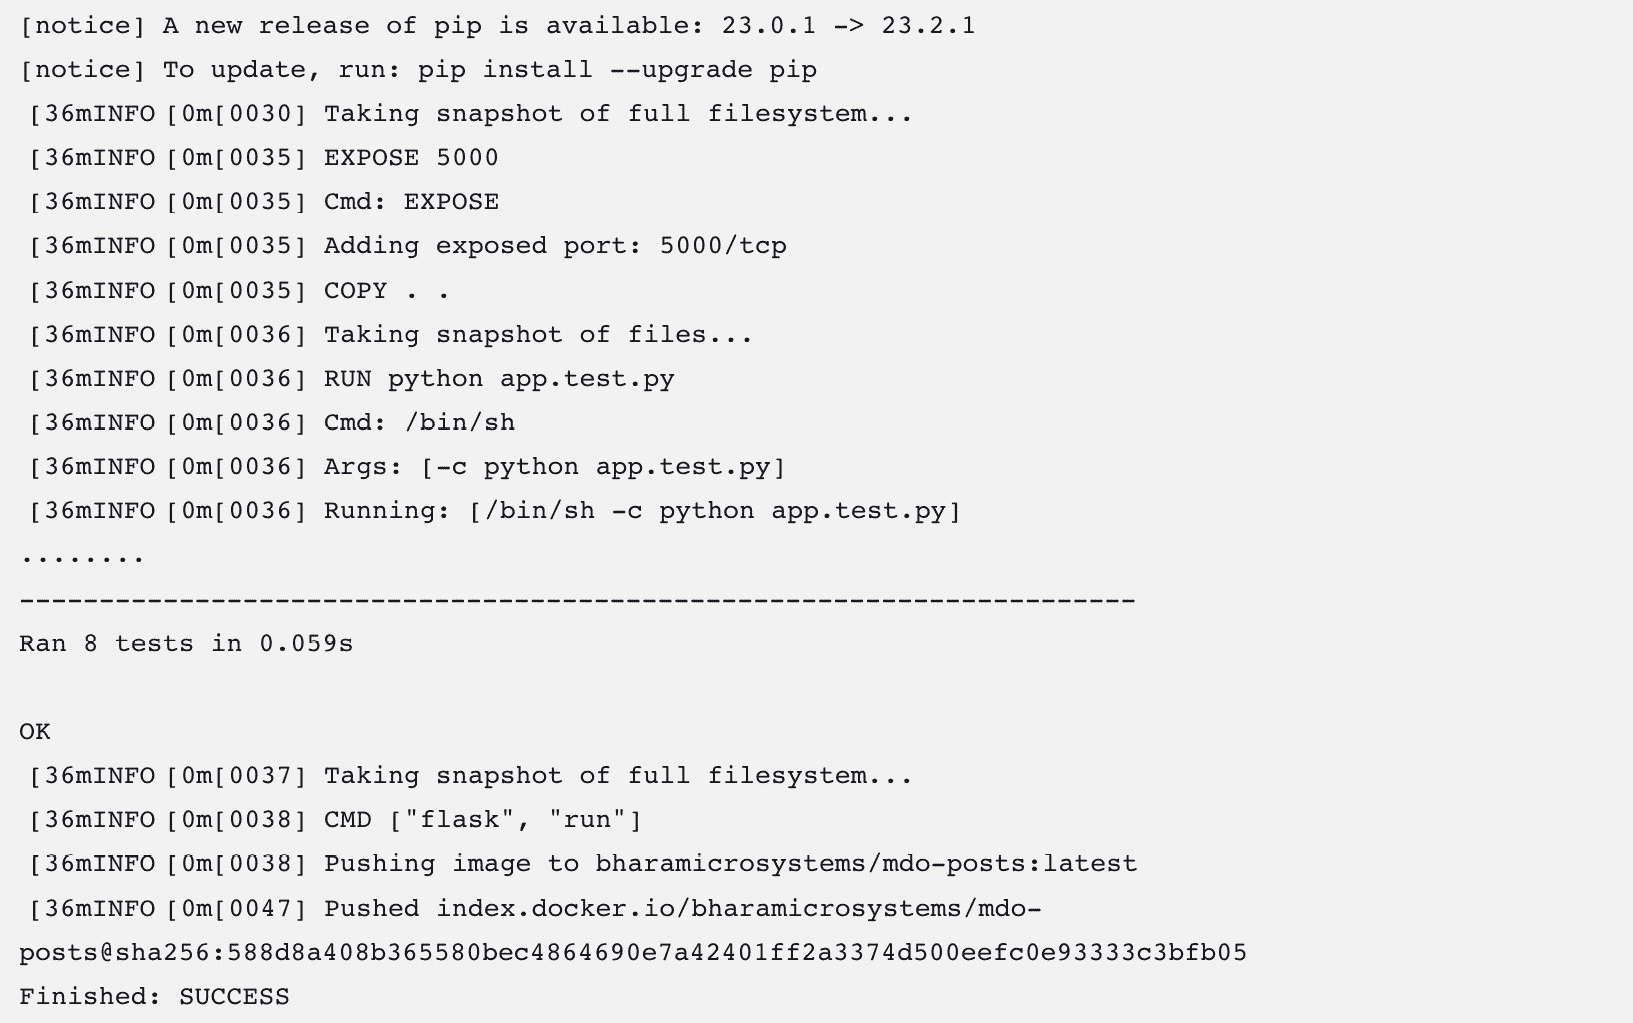 [notice] A new release of pip is available: 23.0.1 -> 23.2.1
[notice] To update, run: pip install --upgrade pip
[36mINFO [0m[0030] Taking snapshot of full filesystem...
[36mINFO [0m[0035] EXPOSE 5000
[36mINFO [0m[0035] Cmd: EXPOSE
[36mINFO [0m[0035] Adding exposed port: 5000/tcp
[36mINFO [0m[0035] COPY . .
[36mINFO [0m[0036] Taking snapshot of files...
[36mINFO [0m[0036] RUN python app.test.py
[36mINFO [0m[0036] Cmd: /bin/sh
[36mINFO [0m[0036] Args: [-c python app.test.py]
[36mINFO [0m[0036] Running: [/bin/sh -c python app.test.py]
........
----------------------------------------------------------------------
Ran 8 tests in 0.059s
OK
[36mINFO [0m[0037] Taking snapshot of full filesystem...
[36mINFO [0m[0038] CMD ["flask", "run"]
[36mINFO [0m[0038] Pushing image to bharamicrosystems/mdo-posts:latest
[36mINFO [0m[0047] Pushed index.docker.io/bharamicrosystems/mdo-
posts@sha256:588d8a408b365580bec4864690e7a42401ff2a3374d500eefc0e93333c3bfb05
Finished: SUCCESS